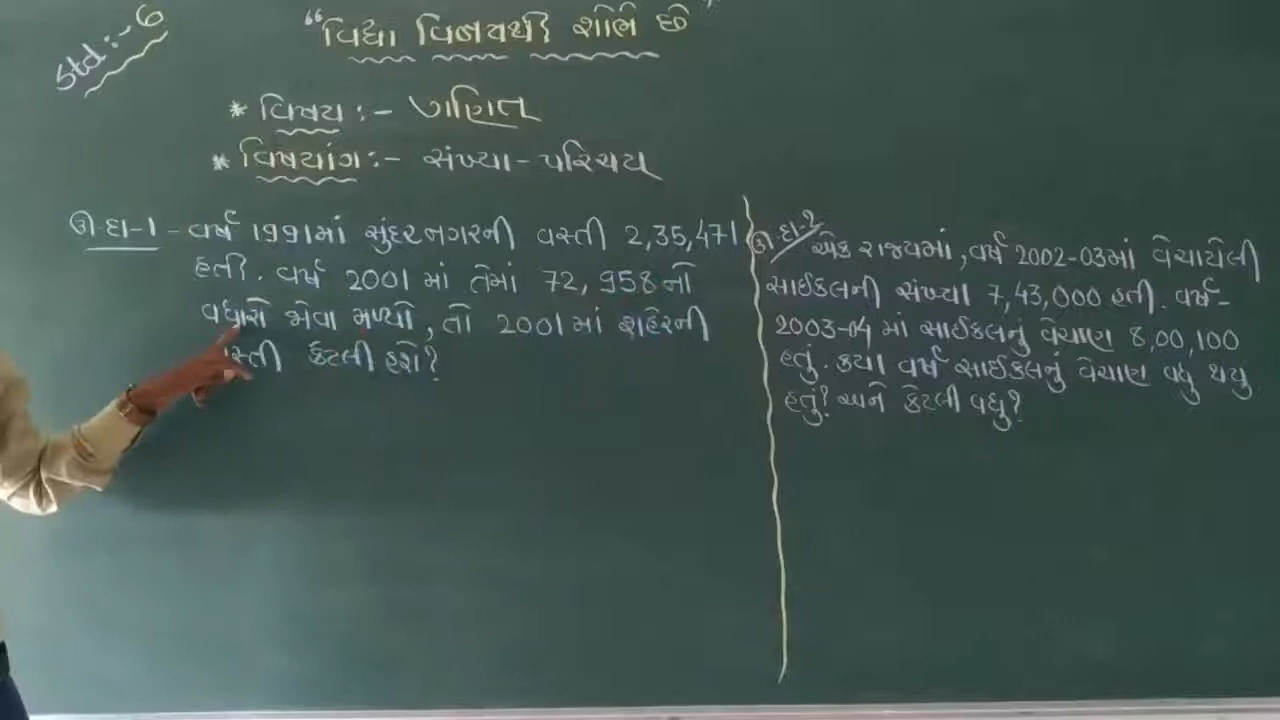 Std:- 6
"વિદ્યા વિનયથી શોભે છે"
* વિષય :- ગણિત
* વિષયાંગ :- સંખ્યા - પરિચય
ઉદા-1 - વર્ષ 1991માં સુંદરનગરની વસ્તી 2,35,471
હતી. વર્ષ 2001 માં તેમાં 72,958નો
વધારો જોવા મળ્યો, તો 2001માં શહેરની
સ્તી કેટલી હશે?
ઉદા-2
એક રાજ્યમાં, વર્ષ 2002-03માં વેચાયેલી
સાઈકલની સંખ્યા 7,43,000 હતી. વર્ષ-
2003-04 માં સાઈકલનું વેચાણ 8,00,100
હતું. કયા વર્ષે સાઈકલનું વેચાણ વધુ થયુ
હતું? અને કેટલી વધુ?